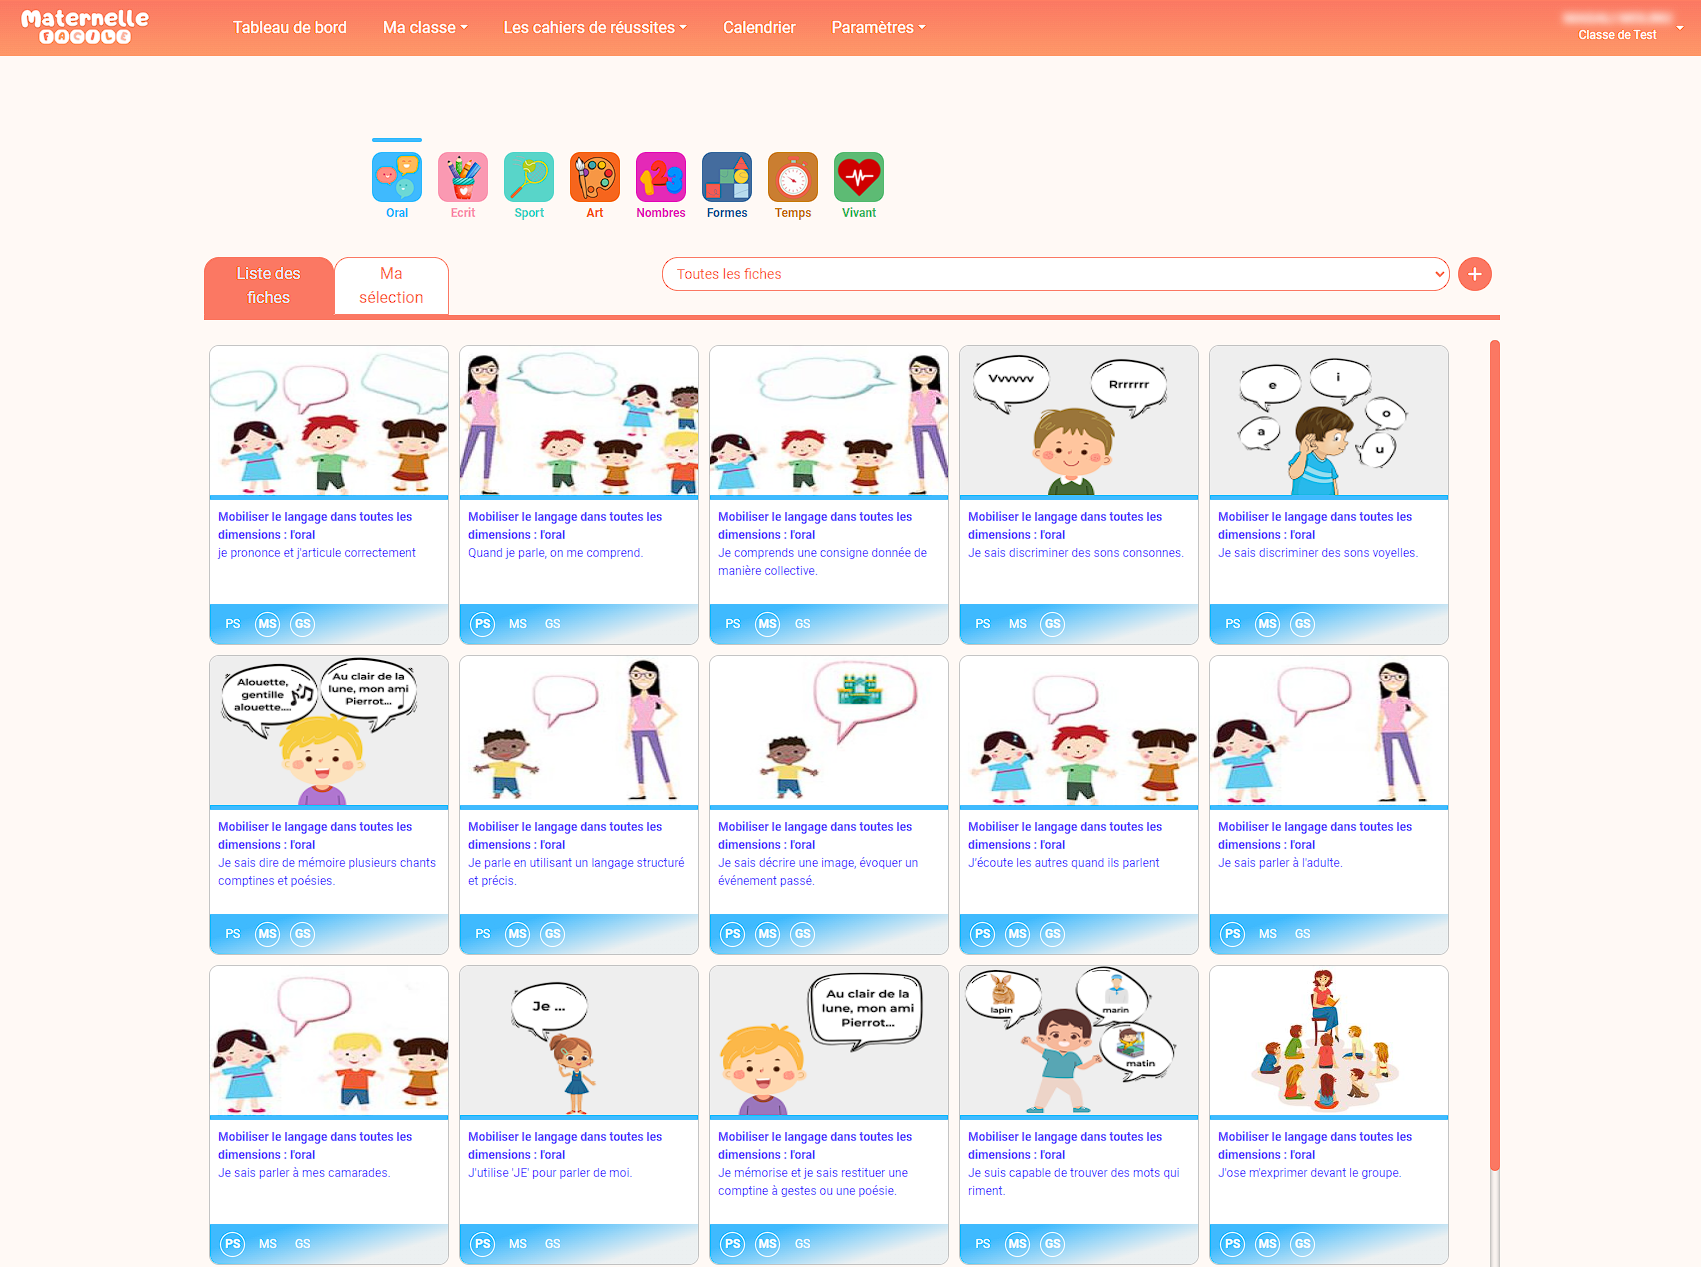 Maternelle
FACILE
Tableau de bord
Ma classe
Les cahiers de réussites
Calendrier
Paramètres
Classe de Test
Oral
Ecrit
Sport
Art
Nombres
Formes
Temps
Vivant
Liste des
fiches
Ma
sélection
Toutes les fiches
+
Mobiliser le langage dans toutes les
dimensions : l'oral
je prononce et j'articule correctement
PS MS GS
Mobiliser le langage dans toutes les
dimensions : l'oral
Quand je parle, on me comprend.
PS MS GS
Mobiliser le langage dans toutes les
dimensions : l'oral
Je comprends une consigne donnée de
manière collective.
PS MS GS
Vvvvvv
Rrrrrrr
Mobiliser le langage dans toutes les
dimensions : l'oral
Je sais discriminer des sons consonnes.
PS MS GS
e
i
o
a
u
Mobiliser le langage dans toutes les
dimensions : l'oral
Je sais discriminer des sons voyelles.
PS MS GS
Alouette,
gentille
alouette....
Au clair de la
lune, mon ami
Pierrot...
Mobiliser le langage dans toutes les
dimensions : l'oral
Je sais dire de mémoire plusieurs chants
comptines et poésies.
PS MS GS
Mobiliser le langage dans toutes les
dimensions : l'oral
Je parle en utilisant un langage structuré
et précis.
PS MS GS
Mobiliser le langage dans toutes les
dimensions : l'oral
Je sais décrire une image, évoquer un
événement passé.
PS MS GS
Mobiliser le langage dans toutes les
dimensions : l'oral
J'écoute les autres quand ils parlent
PS MS GS
Mobiliser le langage dans toutes les
dimensions : l'oral
Je sais parler à l'adulte.
PS MS GS
Mobiliser le langage dans toutes les
dimensions : l'oral
Je sais parler à mes camarades.
PS MS GS
Je ...
Mobiliser le langage dans toutes les
dimensions : l'oral
J'utilise 'JE' pour parler de moi.
PS MS GS
Au clair de la
lune, mon ami
Pierrot...
Mobiliser le langage dans toutes les
dimensions : l'oral
Je mémorise et je sais restituer une
comptine à gestes ou une poésie.
PS MS GS
lapin
marin
matin
Mobiliser le langage dans toutes les
dimensions : l'oral
Je suis capable de trouver des mots qui
riment.
PS MS GS
Mobiliser le langage dans toutes les
dimensions : l'oral
J'ose m'exprimer devant le groupe.
PS MS GS